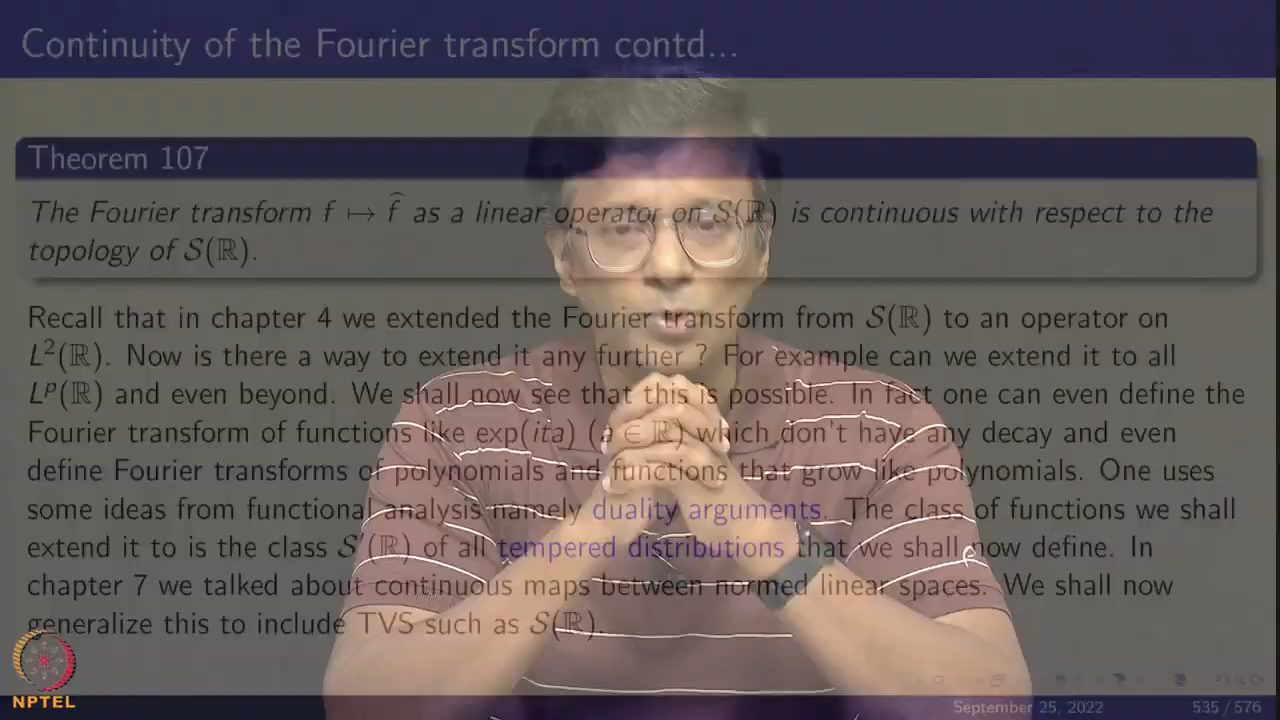 Continuity of the Fourier transform contd...
Theorem 107
The Fourier transform f ↦ f̂ as a linear operator on 𝒮(ℝ) is continuous with respect to the
topology of 𝒮(ℝ).
Recall that in chapter 4 we extended the Fourier transform from 𝒮(ℝ) to an operator on
L²(ℝ). Now is there a way to extend it any further ? For example can we extend it to all
Lᵖ(ℝ) and even beyond. We shall now see that this is possible. In fact one can even define the
Fourier transform of functions like exp(ita) (a ∈ ℝ) which don't have any decay and even
define Fourier transforms of polynomials and functions that grow like polynomials. One uses
some ideas from functional analysis namely duality arguments. The class of functions we shall
extend it to is the class 𝒮′(ℝ) of all tempered distributions that we shall now define. In
chapter 7 we talked about continuous maps between normed linear spaces. We shall now
generalize this to include TVS such as 𝒮(ℝ).
NPTEL
September 25, 2022 535 / 576